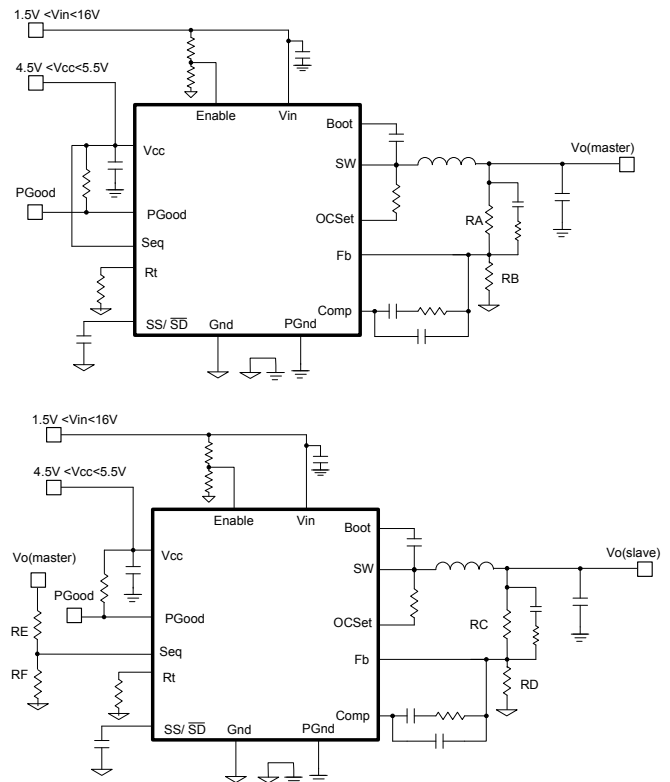 1.5V <Vin<16V
4.5V <Vcc<5.5V
Enable
Vin
Boot
Vcc
SW
Vo(master)
PGood
PGood
OCSet
RA
Seq
Fb
Rt
RB
Comp
SS/ S̅D̅
Gnd
PGnd
1.5V <Vin<16V
4.5V <Vcc<5.5V
Enable
Vin
Boot
Vo(master)
Vcc
SW
Vo(slave)
PGood
PGood
OCSet
RC
RE
Seq
Fb
RF
Rt
RD
Comp
SS/ S̅D̅
Gnd
PGnd